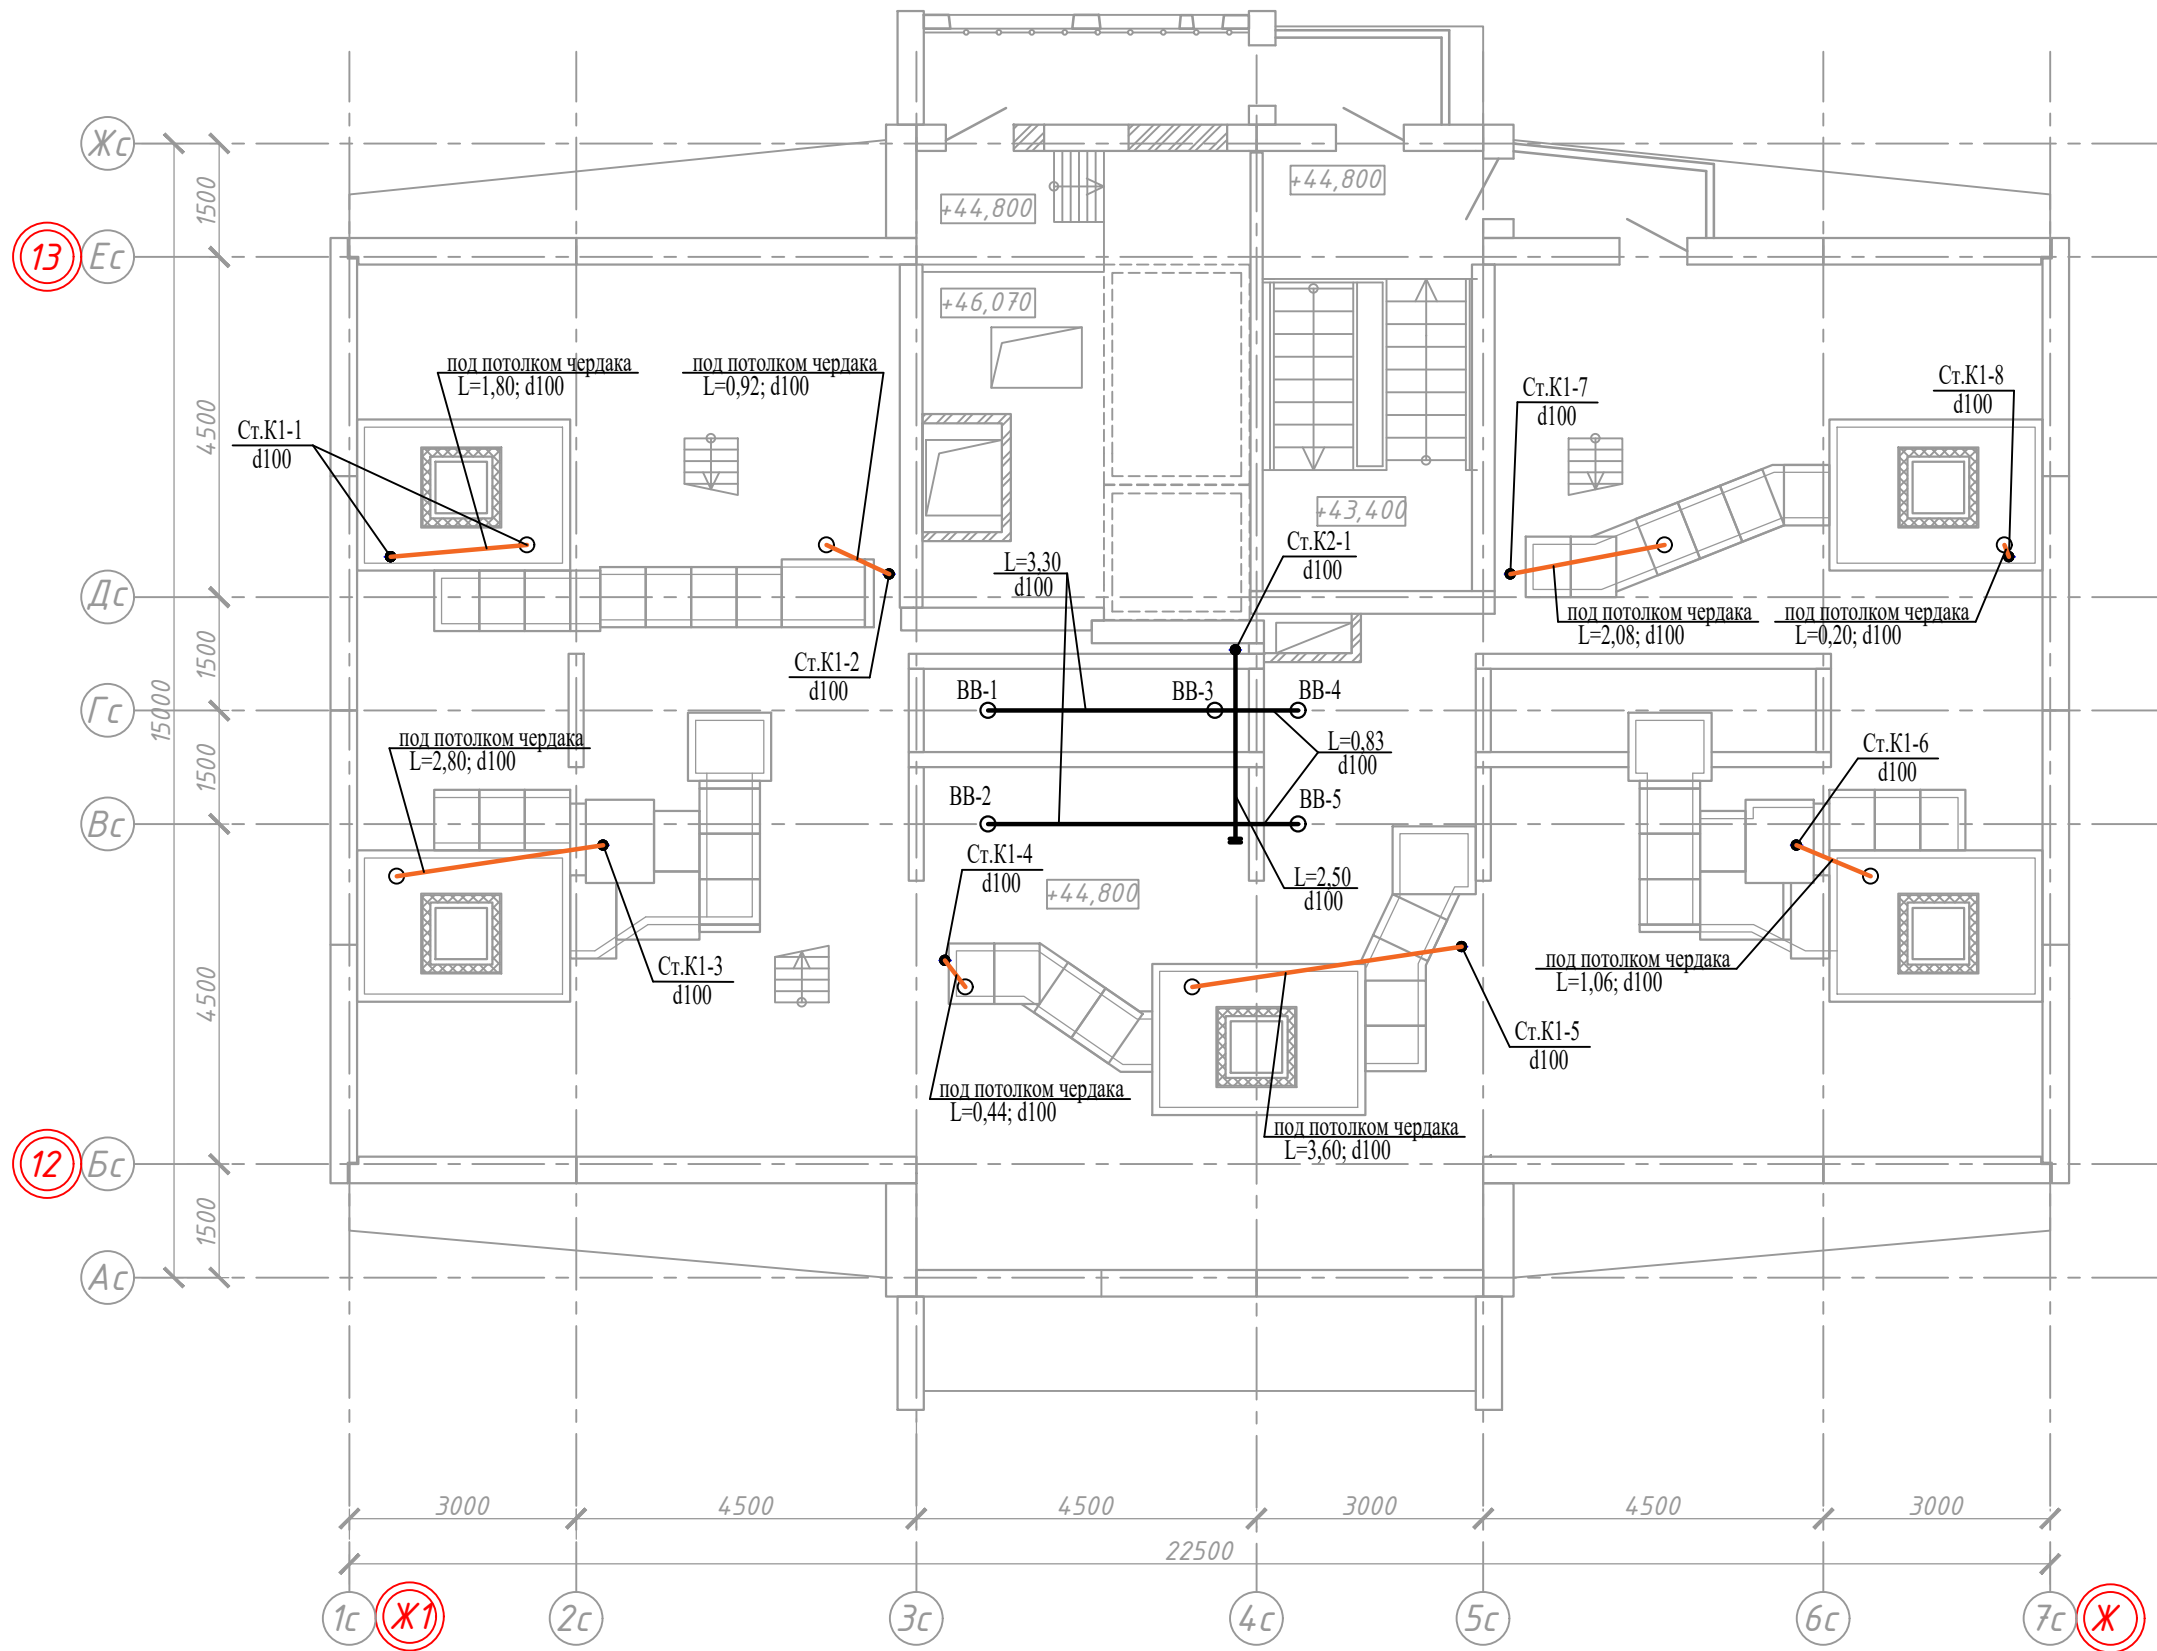 Жс
+44,800
+44,800
1500
13
Ес
+46,070
под потолком чердака
L=1,80; d100
под потолком чердака
L=0,92; d100
Ст.К1-7
d100
Ст.К1-8
d100
4500
Ст.К1-1
d100
+43,400
Ст.К2-1
d100
L=3,30
d100
Дс
под потолком чердака
L=2,08; d100
под потолком чердака
L=0,20; d100
1500
Ст.К1-2
d100
15000
Гс
ВВ-1
ВВ-3
ВВ-4
под потолком чердака
L=2,80; d100
L=0,83
d100
Ст.К1-6
d100
1500
Вс
ВВ-2
ВВ-5
Ст.К1-4
d100
+44,800
L=2,50
d100
Ст.К1-3
d100
под потолком чердака
L=1,06; d100
4500
Ст.К1-5
d100
под потолком чердака
L=0,44; d100
под потолком чердака
L=3,60; d100
12
Бс
1500
Ас
3000
4500
4500
3000
4500
3000
22500
1с
Ж1
2с
3с
4с
5с
6с
7с
Ж